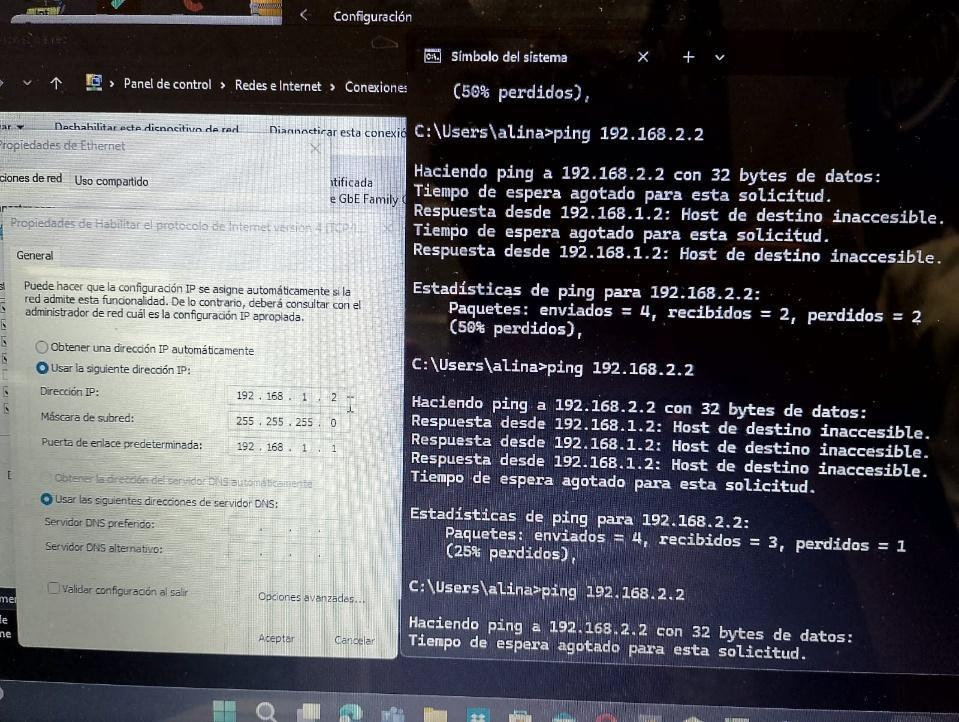 Configuración
Símbolo del sistema
Panel de control > Redes e Internet > Conexiones
Deshabilitar este dispositivo de red
Diagnosticar esta conexió
Propiedades de Ethernet
ciones de red
Uso compartido
ntificada
e GbE Family
Propiedades de Habilitar el protocolo de Internet versión 4 (TCP/I...
General
Puede hacer que la configuración IP se asigne automáticamente si la
red admite esta funcionalidad. De lo contrario, deberá consultar con el
administrador de red cuál es la configuración IP apropiada.
Obtener una dirección IP automáticamente
Usar la siguiente dirección IP:
Dirección IP: 192 . 168 . 1 . 2
Máscara de subred: 255 . 255 . 255 . 0
Puerta de enlace predeterminada: 192 . 168 . 1 . 1
Obtener la dirección del servidor DNS automáticamente
Usar las siguientes direcciones de servidor DNS:
Servidor DNS preferido: . . .
Servidor DNS alternativo: . . .
Validar configuración al salir
Opciones avanzadas...
Aceptar
Cancelar
(50% perdidos),
C:\Users\alina>ping 192.168.2.2
Haciendo ping a 192.168.2.2 con 32 bytes de datos:
Tiempo de espera agotado para esta solicitud.
Respuesta desde 192.168.1.2: Host de destino inaccesible.
Tiempo de espera agotado para esta solicitud.
Respuesta desde 192.168.1.2: Host de destino inaccesible.
Estadísticas de ping para 192.168.2.2:
Paquetes: enviados = 4, recibidos = 2, perdidos = 2
(50% perdidos),
C:\Users\alina>ping 192.168.2.2
Haciendo ping a 192.168.2.2 con 32 bytes de datos:
Respuesta desde 192.168.1.2: Host de destino inaccesible.
Respuesta desde 192.168.1.2: Host de destino inaccesible.
Respuesta desde 192.168.1.2: Host de destino inaccesible.
Tiempo de espera agotado para esta solicitud.
Estadísticas de ping para 192.168.2.2:
Paquetes: enviados = 4, recibidos = 3, perdidos = 1
(25% perdidos),
C:\Users\alina>ping 192.168.2.2
Haciendo ping a 192.168.2.2 con 32 bytes de datos:
Tiempo de espera agotado para esta solicitud.